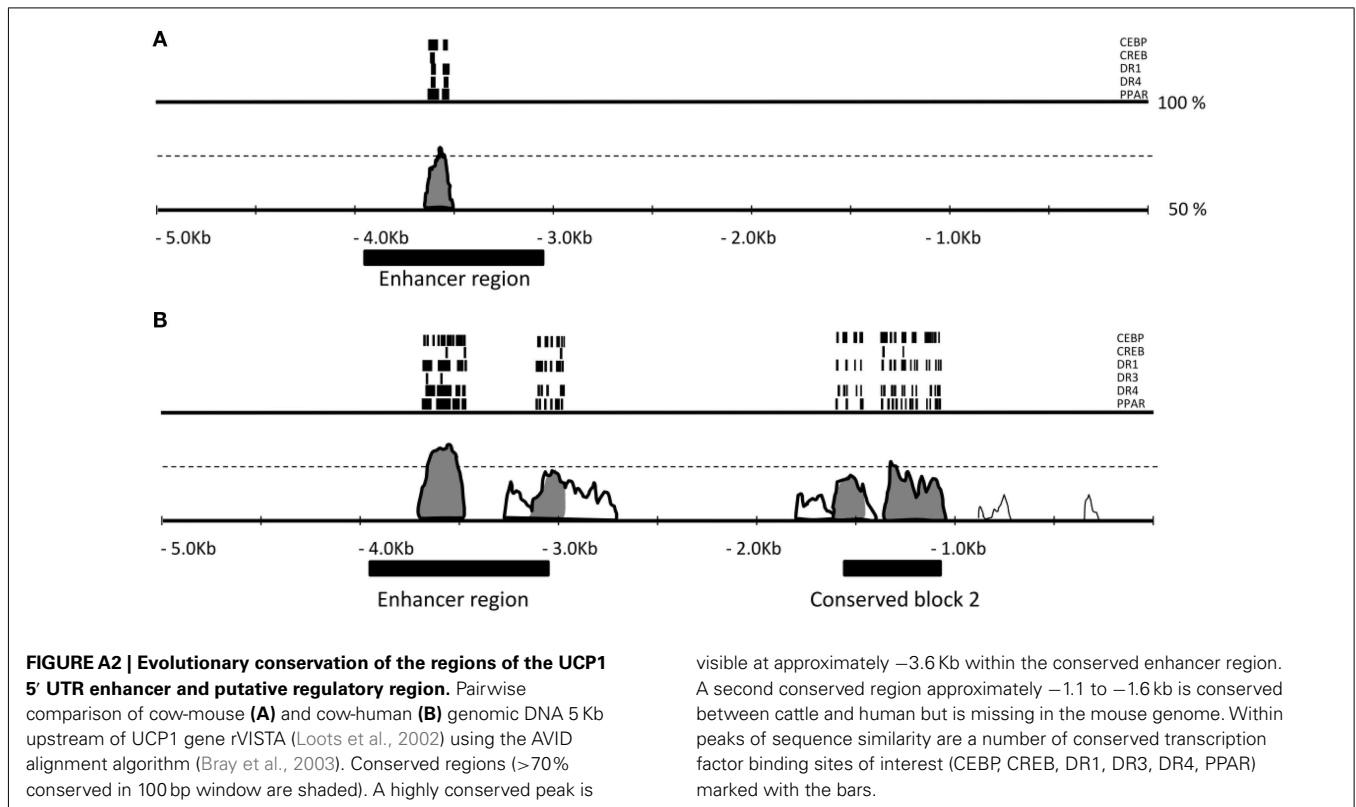 A
CEBP
CREB
DR1
DR4
PPAR
100 %
50 %
- 5.0Kb - 4.0Kb - 3.0Kb - 2.0Kb - 1.0Kb
Enhancer region
B
CEBP
CREB
DR1
DR3
DR4
PPAR
- 5.0Kb - 4.0Kb - 3.0Kb - 2.0Kb - 1.0Kb
Enhancer region Conserved block 2
FIGURE A2 | Evolutionary conservation of the regions of the UCP1
5′ UTR enhancer and putative regulatory region. Pairwise
comparison of cow-mouse (A) and cow-human (B) genomic DNA 5 Kb
upstream of UCP1 gene rVISTA (Loots et al., 2002) using the AVID
alignment algorithm (Bray et al., 2003). Conserved regions (>70%
conserved in 100 bp window are shaded). A highly conserved peak is
visible at approximately −3.6 Kb within the conserved enhancer region.
A second conserved region approximately −1.1 to −1.6 kb is conserved
between cattle and human but is missing in the mouse genome. Within
peaks of sequence similarity are a number of conserved transcription
factor binding sites of interest (CEBP, CREB, DR1, DR3, DR4, PPAR)
marked with the bars.